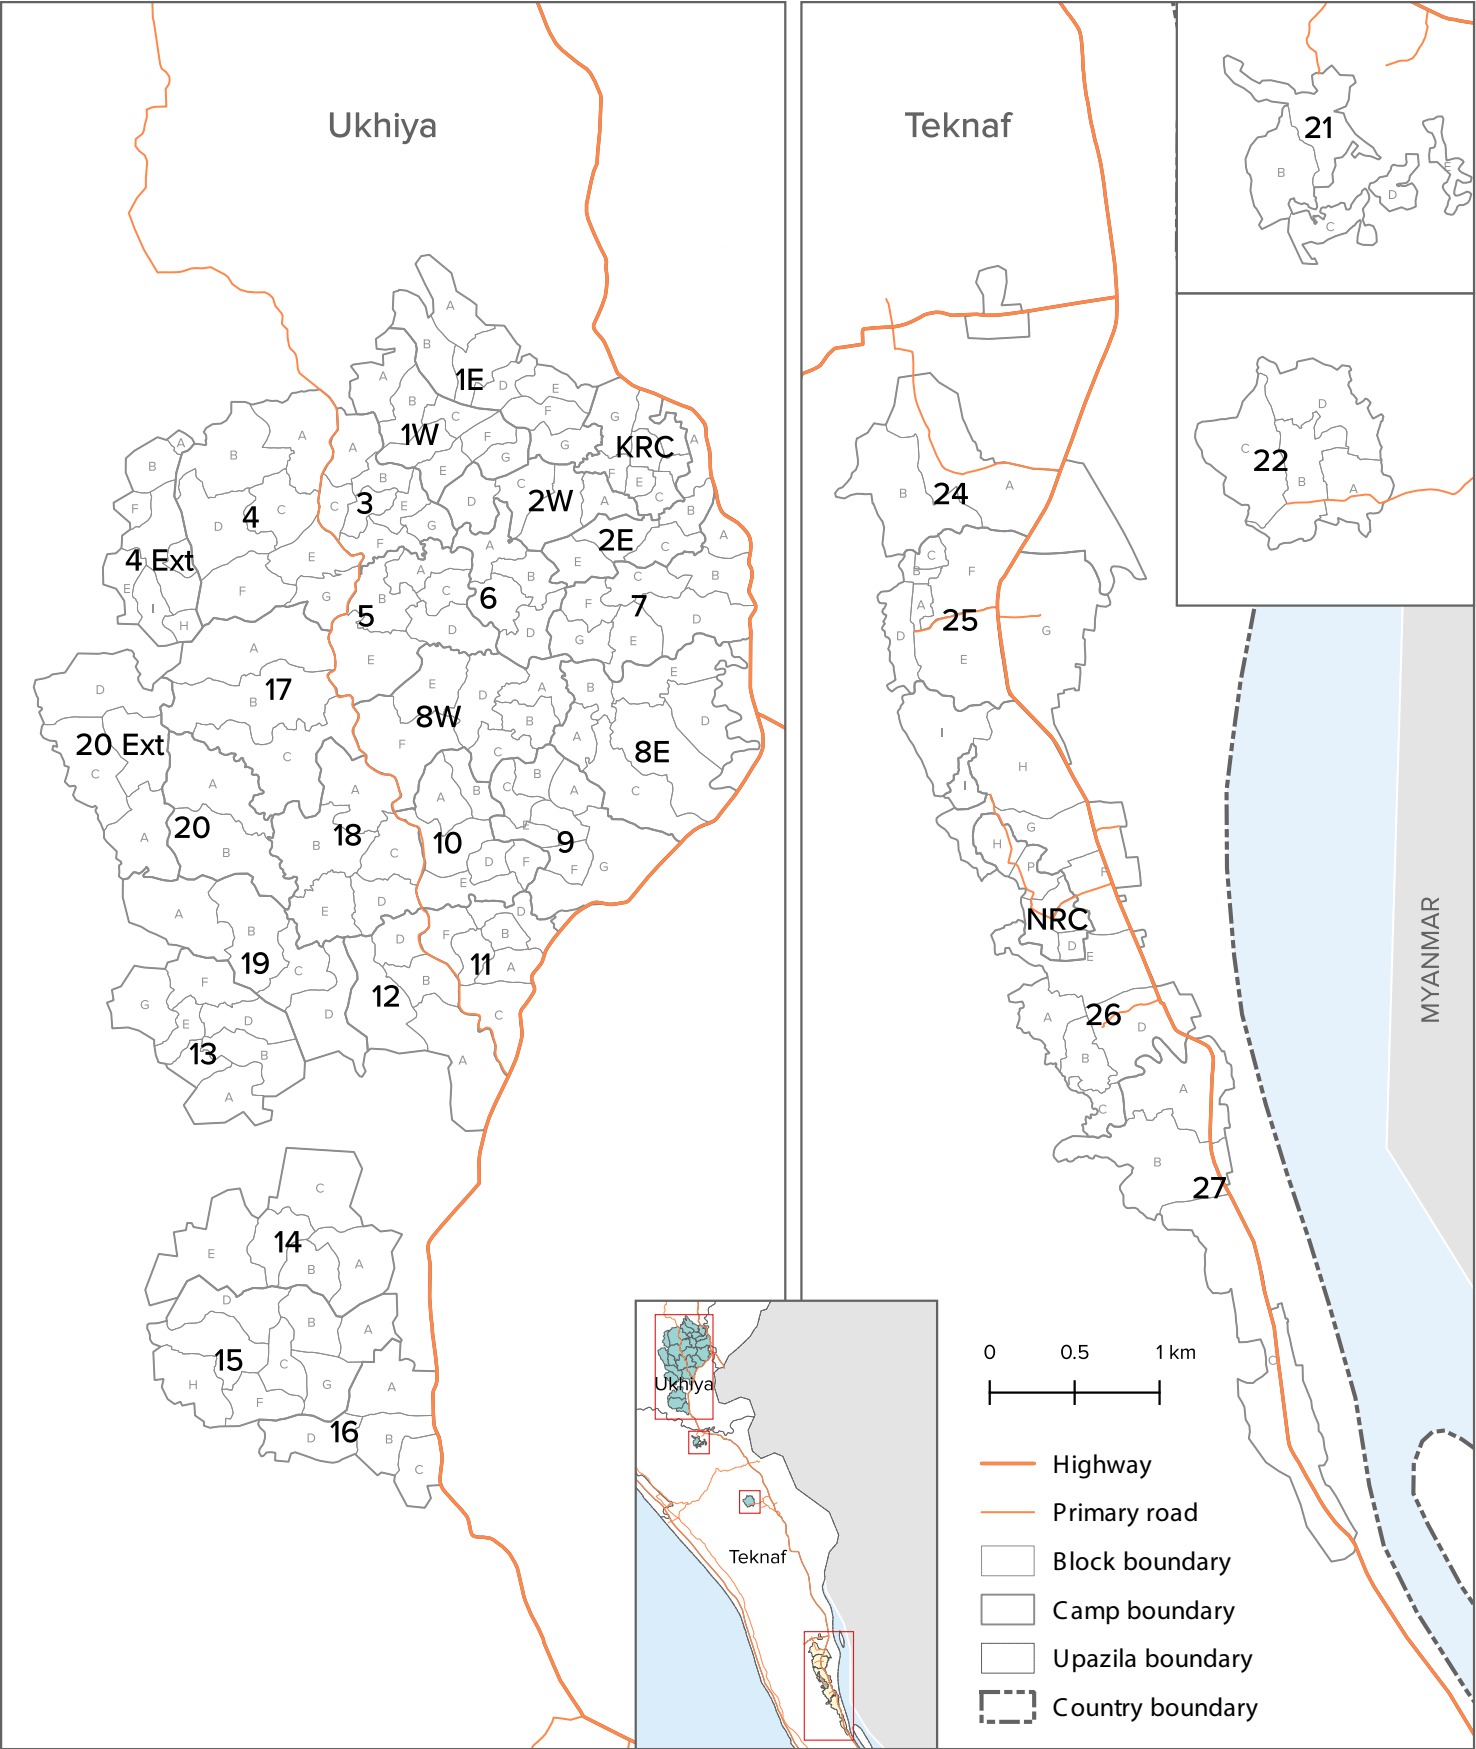 Ukhiya
Teknaf
21
B
E
D
C
D
C
22
B
A
A
B
1E
A
D
E
B
C
F
G
1W
KRC
A
A
B
A
A
F
G
G
B
E
F
E
C
B
F
D
C
4
C
3
E
G
D
C
2W
A
B
F
2E
C
A
4 Ext
E
A
E
E
I
H
F
G
A
B
5
C
6
B
C
B
F
7
D
D
D
G
E
A
E
D
17
B
E
D
A
B
E
8W
B
D
20 Ext
C
F
C
A
8E
C
A
A
A
B
C
B
A
C
A
20
B
B
18
C
10
E
9
D
F
F
G
E
A
E
D
D
B
F
B
D
19
C
11
A
G
F
12
B
E
D
D
C
13
B
A
A
C
E
14
B
A
D
B
A
15
C
H
F
G
A
D
16
B
C
24
B
A
C
B
F
A
25
D
G
E
I
H
I
G
H
P
F
NRC
D
E
26
A
D
B
A
C
B
27
C
MYANMAR
Ukhiya
Teknaf
0 0.5 1 km
Highway
Primary road
Block boundary
Camp boundary
Upazila boundary
Country boundary